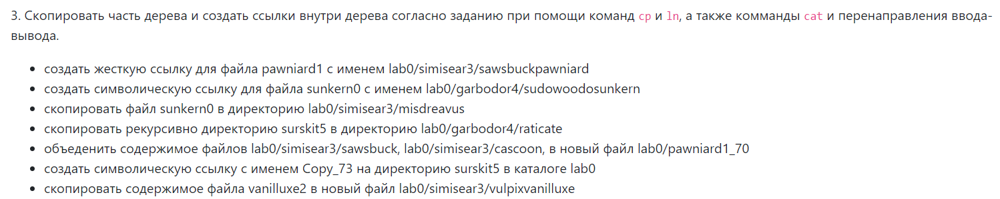 3. Скопировать часть дерева и создать ссылки внутри дерева согласно заданию при помощи команд cp и ln, а также комманды cat и перенаправления ввода-
вывода.
• создать жесткую ссылку для файла pawniard1 с именем lab0/simisear3/sawsbuckpawniard
• создать символическую ссылку для файла sunkern0 с именем lab0/garbodor4/sudowoodosunkern
• скопировать файл sunkern0 в директорию lab0/simisear3/misdreavus
• скопировать рекурсивно директорию surskit5 в директорию lab0/garbodor4/raticate
• объеденить содержимое файлов lab0/simisear3/sawsbuck, lab0/simisear3/cascoon, в новый файл lab0/pawniard1_70
• создать символическую ссылку c именем Copy_73 на директорию surskit5 в каталоге lab0
• скопировать содержимое файла vanilluxe2 в новый файл lab0/simisear3/vulpixvanilluxe